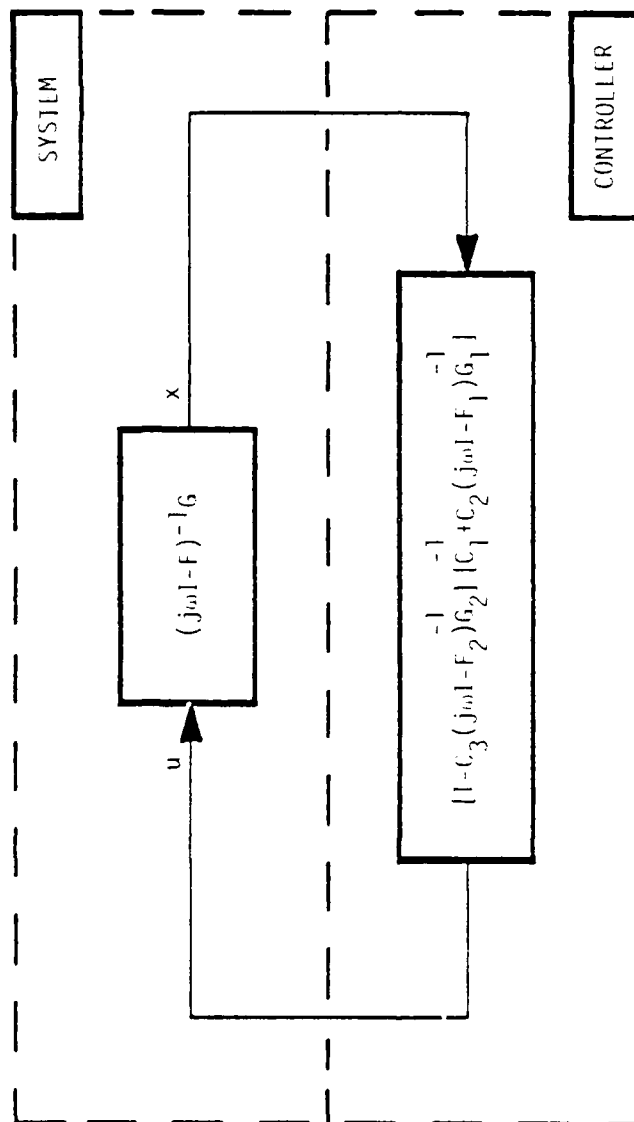 SYSTEM
u
x
(jωI-F)⁻¹G
[I-C₃(jωI-F₂)⁻¹G₂]⁻¹[C₁+C₂(jωI-F₁)⁻¹G₁]
CONTROLLER